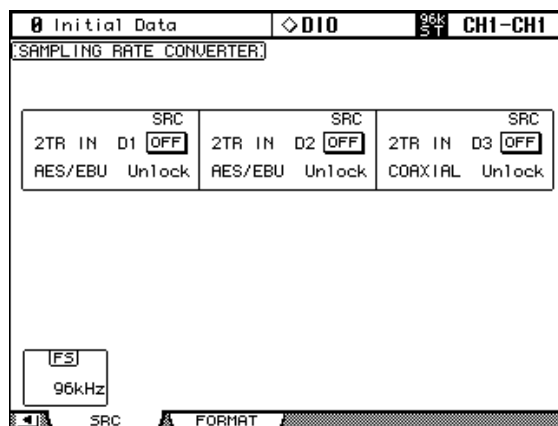 0 Initial Data ◇DIO 96k ST CH1-CH1
SAMPLING RATE CONVERTER
SRC SRC SRC
2TR IN D1 OFF 2TR IN D2 OFF 2TR IN D3 OFF
AES/EBU Unlock AES/EBU Unlock COAXIAL Unlock
FS
96kHz
SRC FORMAT